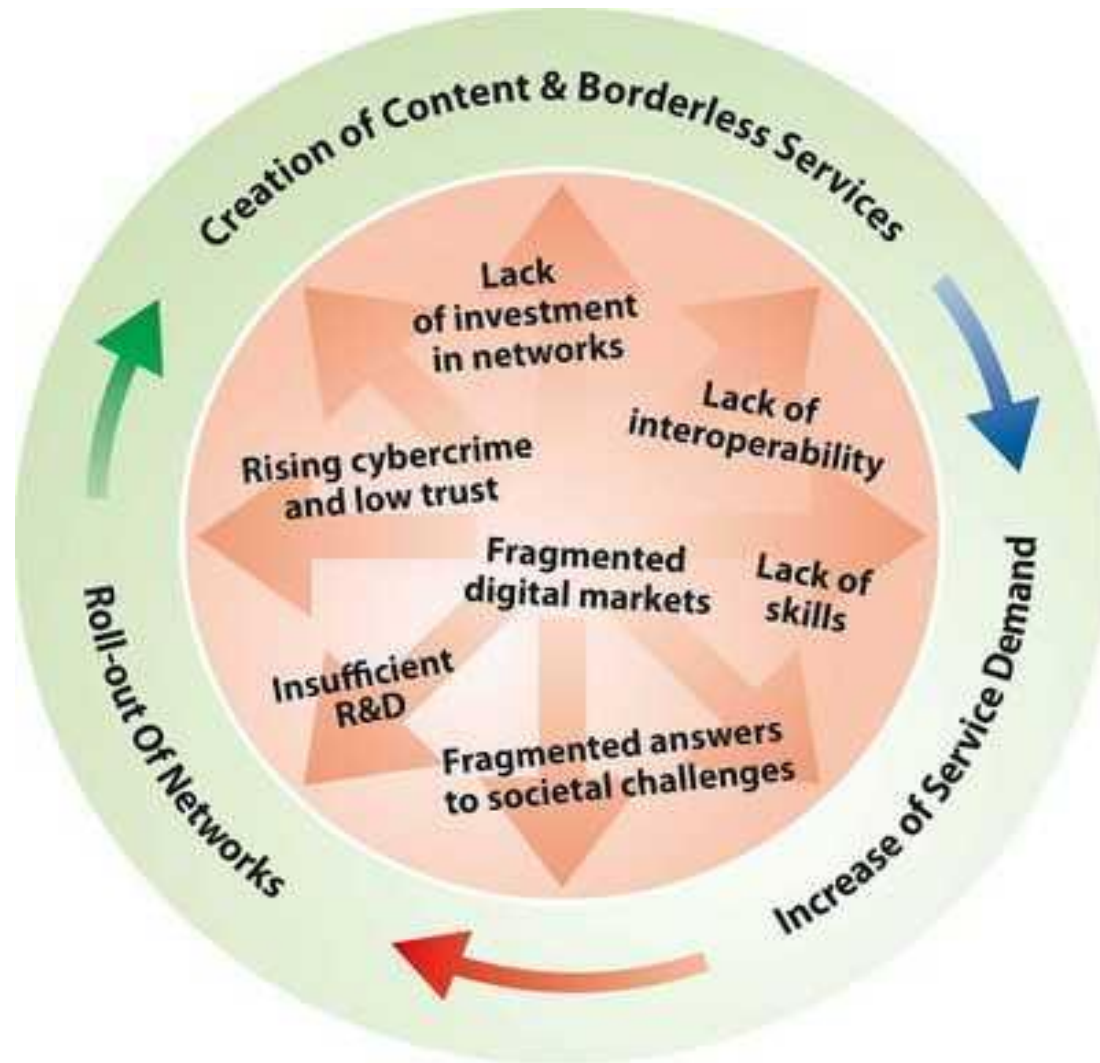 Creation of Content & Borderless Services
Lack
of investment
in networks
Lack of
interoperability
Rising cybercrime
and low trust
Fragmented
digital markets
Lack of
skills
Insufficient
R&D
Fragmented answers
to societal challenges
Increase of Service Demand
Roll-out Of Networks